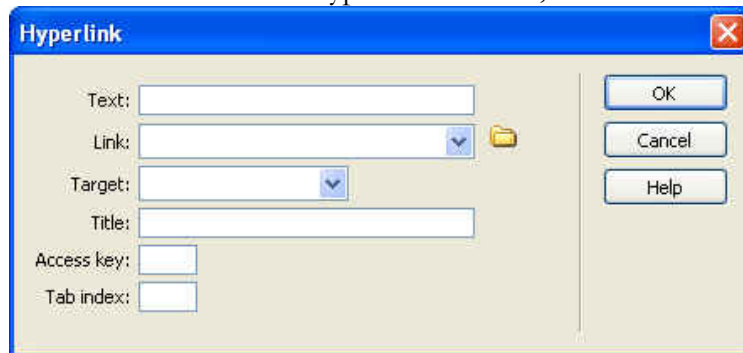 Hyperlink
Text:
OK
Link:
Cancel
Target:
Help
Title:
Access key:
Tab index: